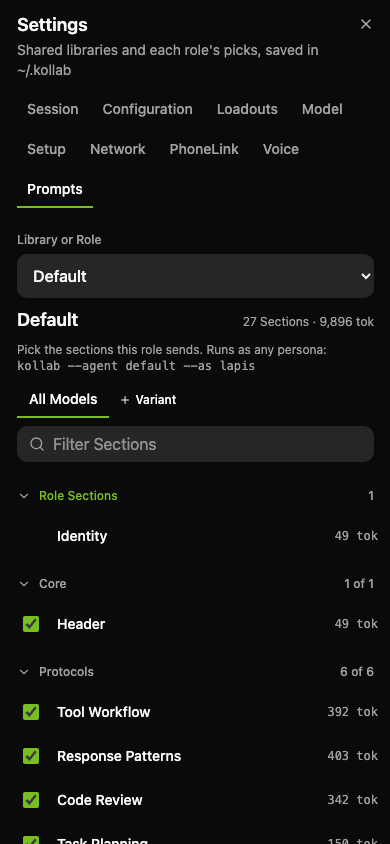 Settings
Shared libraries and each role's picks, saved in
~/.kollab
Session Configuration Loadouts Model
Setup Network PhoneLink Voice
Prompts
Library or Role
Default
Default 27 Sections · 9,896 tok
Pick the sections this role sends. Runs as any persona:
kollab --agent default --as lapis
All Models + Variant
Filter Sections
Role Sections 1
Identity 49 tok
Core 1 of 1
Header 49 tok
Protocols 6 of 6
Tool Workflow 392 tok
Response Patterns 403 tok
Code Review 342 tok
Task Planning 150 tok